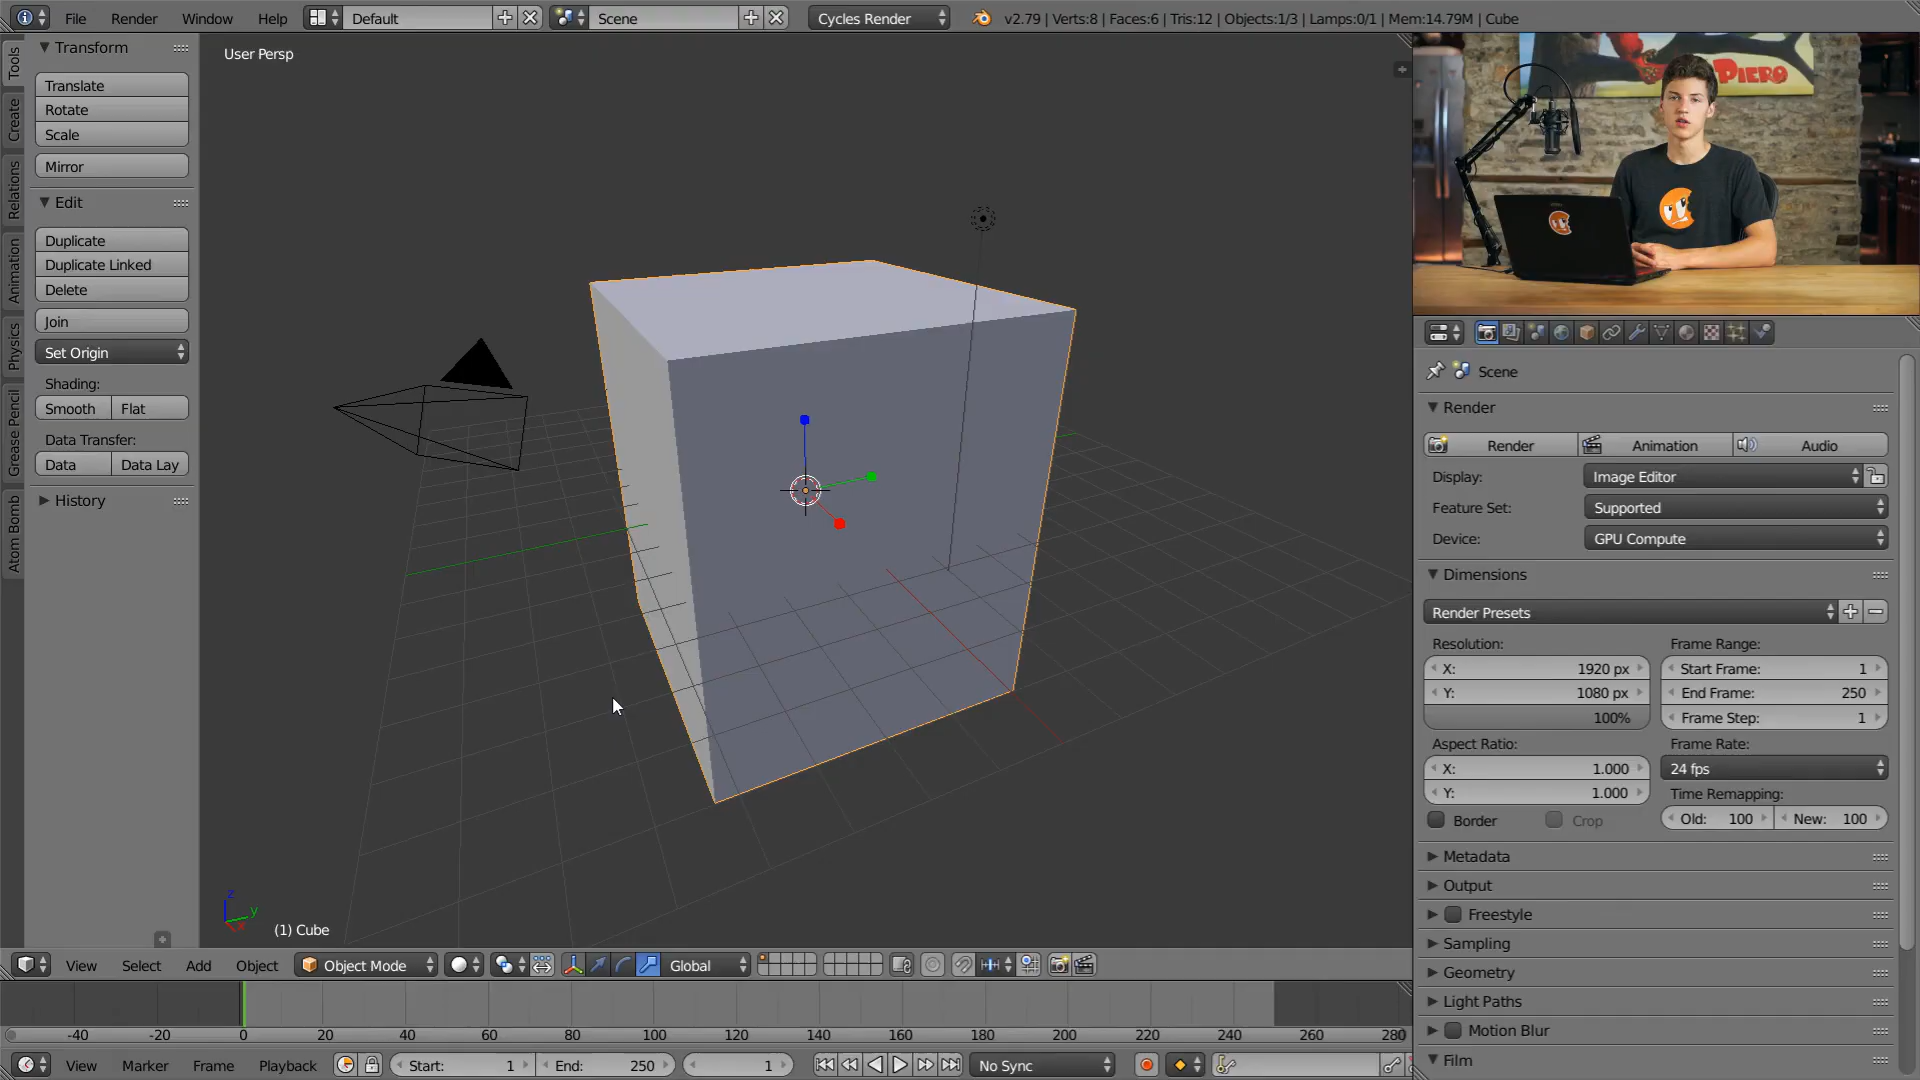 File Render Window Help Default Scene Cycles Render v2.79 | Verts:8 | Faces:6 | Tris:12 | Objects:1/3 | Lamps:0/1 | Mem:14.79M | Cube
Tools
Create
Relations
Animation
Physics
Grease Pencil
Atom Bomb
Transform
Translate
Rotate
Scale
Mirror
Edit
Duplicate
Duplicate Linked
Delete
Join
Set Origin
Shading:
Smooth Flat
Data Transfer:
Data Data Lay
History
User Persp
z
y
x
(1) Cube
PIERO
Scene
Render
Render Animation Audio
Display: Image Editor
Feature Set: Supported
Device: GPU Compute
Dimensions
Render Presets
Resolution: Frame Range:
X: 1920 px Start Frame: 1
Y: 1080 px End Frame: 250
100% Frame Step: 1
Aspect Ratio: Frame Rate:
X: 1.000 24 fps
Y: 1.000 Time Remapping:
Border Crop Old: 100 New: 100
Metadata
Output
Freestyle
Sampling
Geometry
Light Paths
Motion Blur
Film
View Select Add Object Object Mode Global
-40 -20 0 20 40 60 80 100 120 140 160 180 200 220 240 260 280
View Marker Frame Playback Start: 1 End: 250 1 No Sync